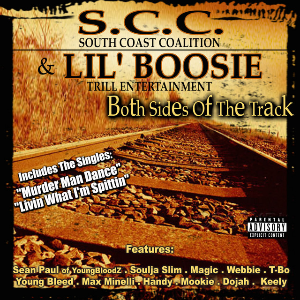 S.C.C.
SOUTH COAST COALITION
& LIL' BOOSIE
TRILL ENTERTAINMENT
Both Sides Of The Track
Includes The Singles:
"Murder Man Dance"
"Livin What I'm Spittin"
PARENTAL
ADVISORY
EXPLICIT CONTENT
Features:
Sean Paul of YoungBloodZ . Soulja Slim . Magic . Webbie . T-Bo
Young Bleed . Max Minelli . Handy . Mookie . Dojah . Keely